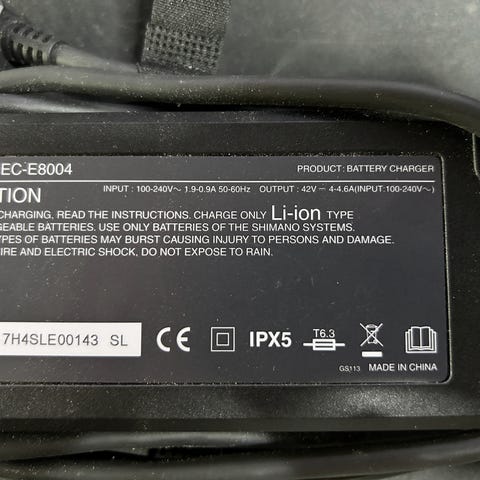 EC-E8004 PRODUCT: BATTERY CHARGER
TION INPUT : 100-240V~ 1.9-0.9A 50-60Hz OUTPUT : 42V ⎓ 4-4.6A(INPUT:100-240V~)
CHARGING, READ THE INSTRUCTIONS. CHARGE ONLY Li-ion TYPE
GEABLE BATTERIES. USE ONLY BATTERIES OF THE SHIMANO SYSTEMS.
YPES OF BATTERIES MAY BURST CAUSING INJURY TO PERSONS AND DAMAGE.
IRE AND ELECTRIC SHOCK, DO NOT EXPOSE TO RAIN.
7H4SLE00143 SL CE IPX5 T6.3
GS113 MADE IN CHINA